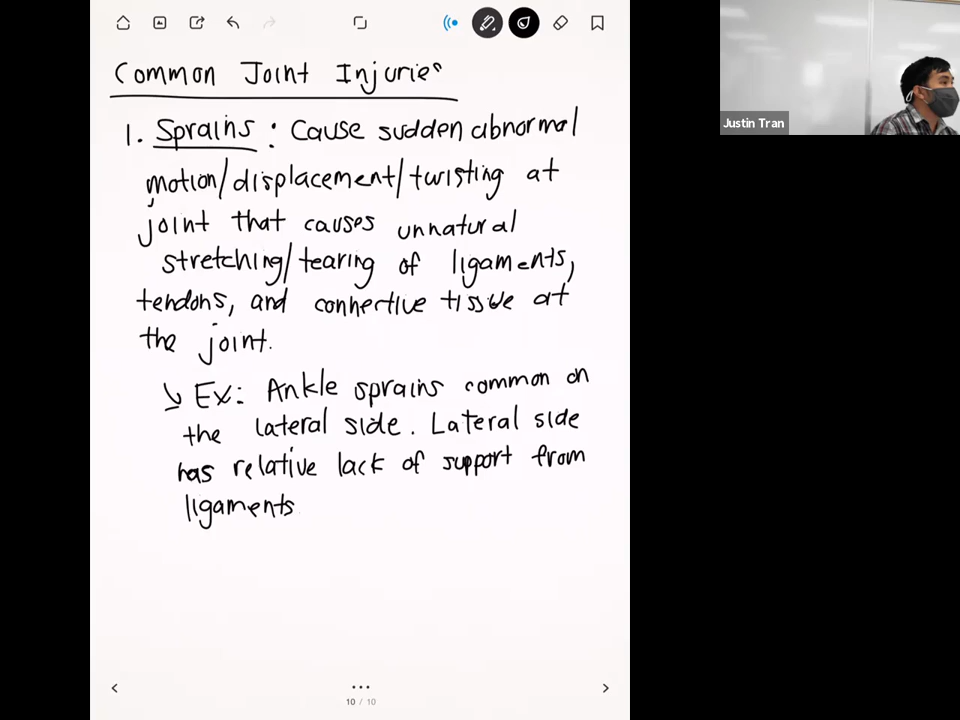 Common Joint Injuries
1. Sprains: Cause sudden abnormal
motion/displacement/twisting at
joint that causes unnatural
stretching/tearing of ligaments,
tendons, and connective tissue at
the joint.
↳ Ex: Ankle sprains common on
the lateral side. Lateral side
has relative lack of support from
ligaments
10 / 10
Justin Tran